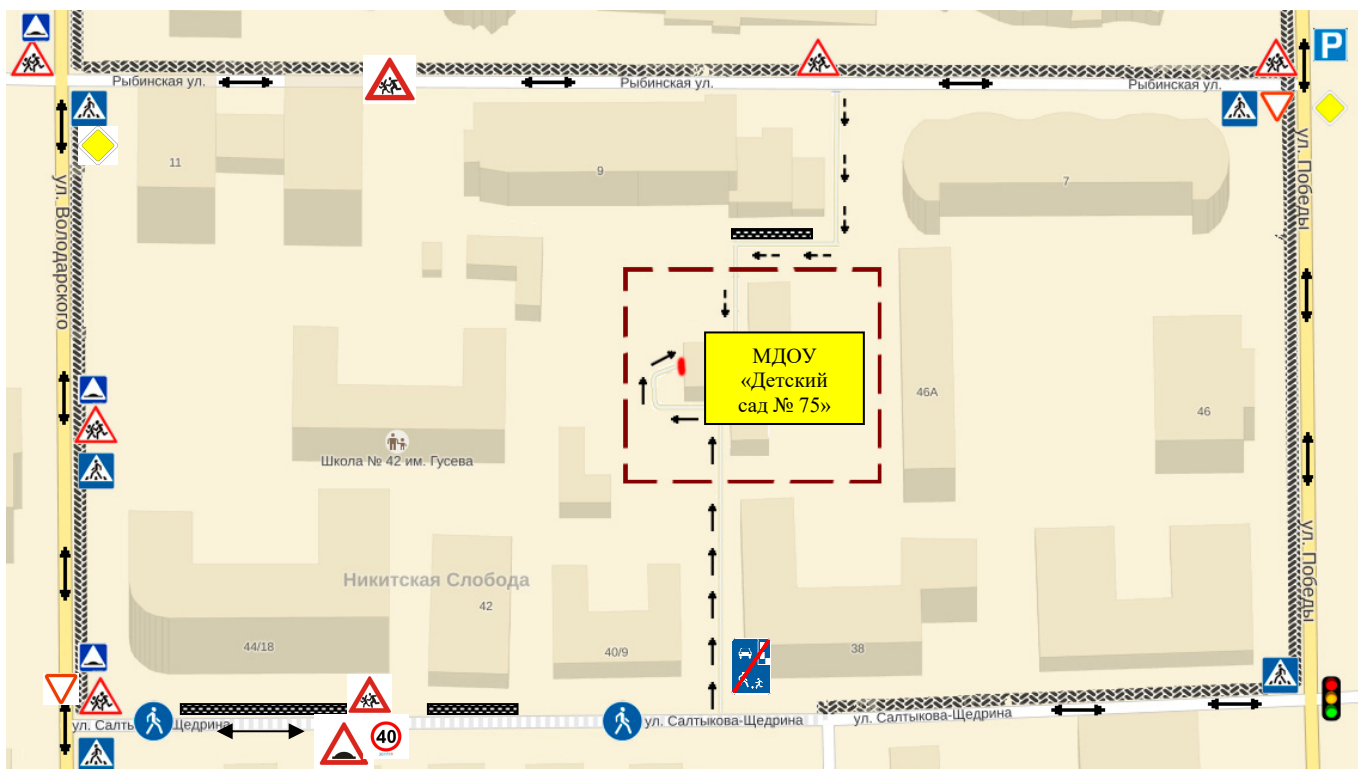 P
Рыбинская ул.
Рыбинская ул.
Рыбинская ул.
11
9
7
ул. Победы
ул. Володарского
МДОУ
«Детский
сад № 75»
46А
46
Школа № 42 им. Гусева
ул. Победы
Никитская Слобода
42
44/18
40/9
38
ул. Салты
Щедрина
ул. Салтыкова-Щедрина
ул. Салтыкова-Щедрина
40